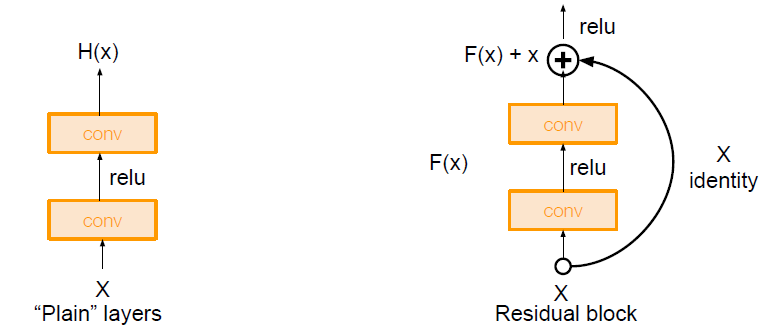 H(x)
conv
relu
conv
X
“Plain” layers
relu
F(x) + x
conv
F(x)
relu
X
identity
conv
X
Residual block